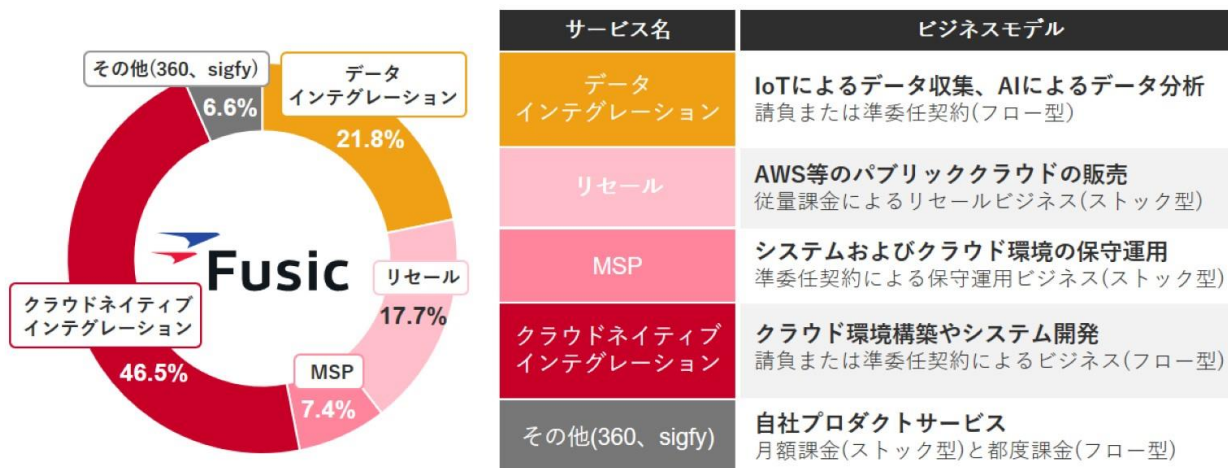 その他(360、sigfy)
6.6%
データ
インテグレーション
21.8%
Fusic
リセール
17.7%
クラウドネイティブ
インテグレーション
46.5%
MSP
7.4%
サービス名
ビジネスモデル
データ
インテグレーション
IoTによるデータ収集、AIによるデータ分析
請負または準委任契約(フロー型)
リセール
AWS等のパブリッククラウドの販売
従量課金によるリセールビジネス(ストック型)
MSP
システムおよびクラウド環境の保守運用
準委任契約による保守運用ビジネス(ストック型)
クラウドネイティブ
インテグレーション
クラウド環境構築やシステム開発
請負または準委任契約によるビジネス(フロー型)
その他(360、sigfy)
自社プロダクトサービス
月額課金(ストック型)と都度課金(フロー型)